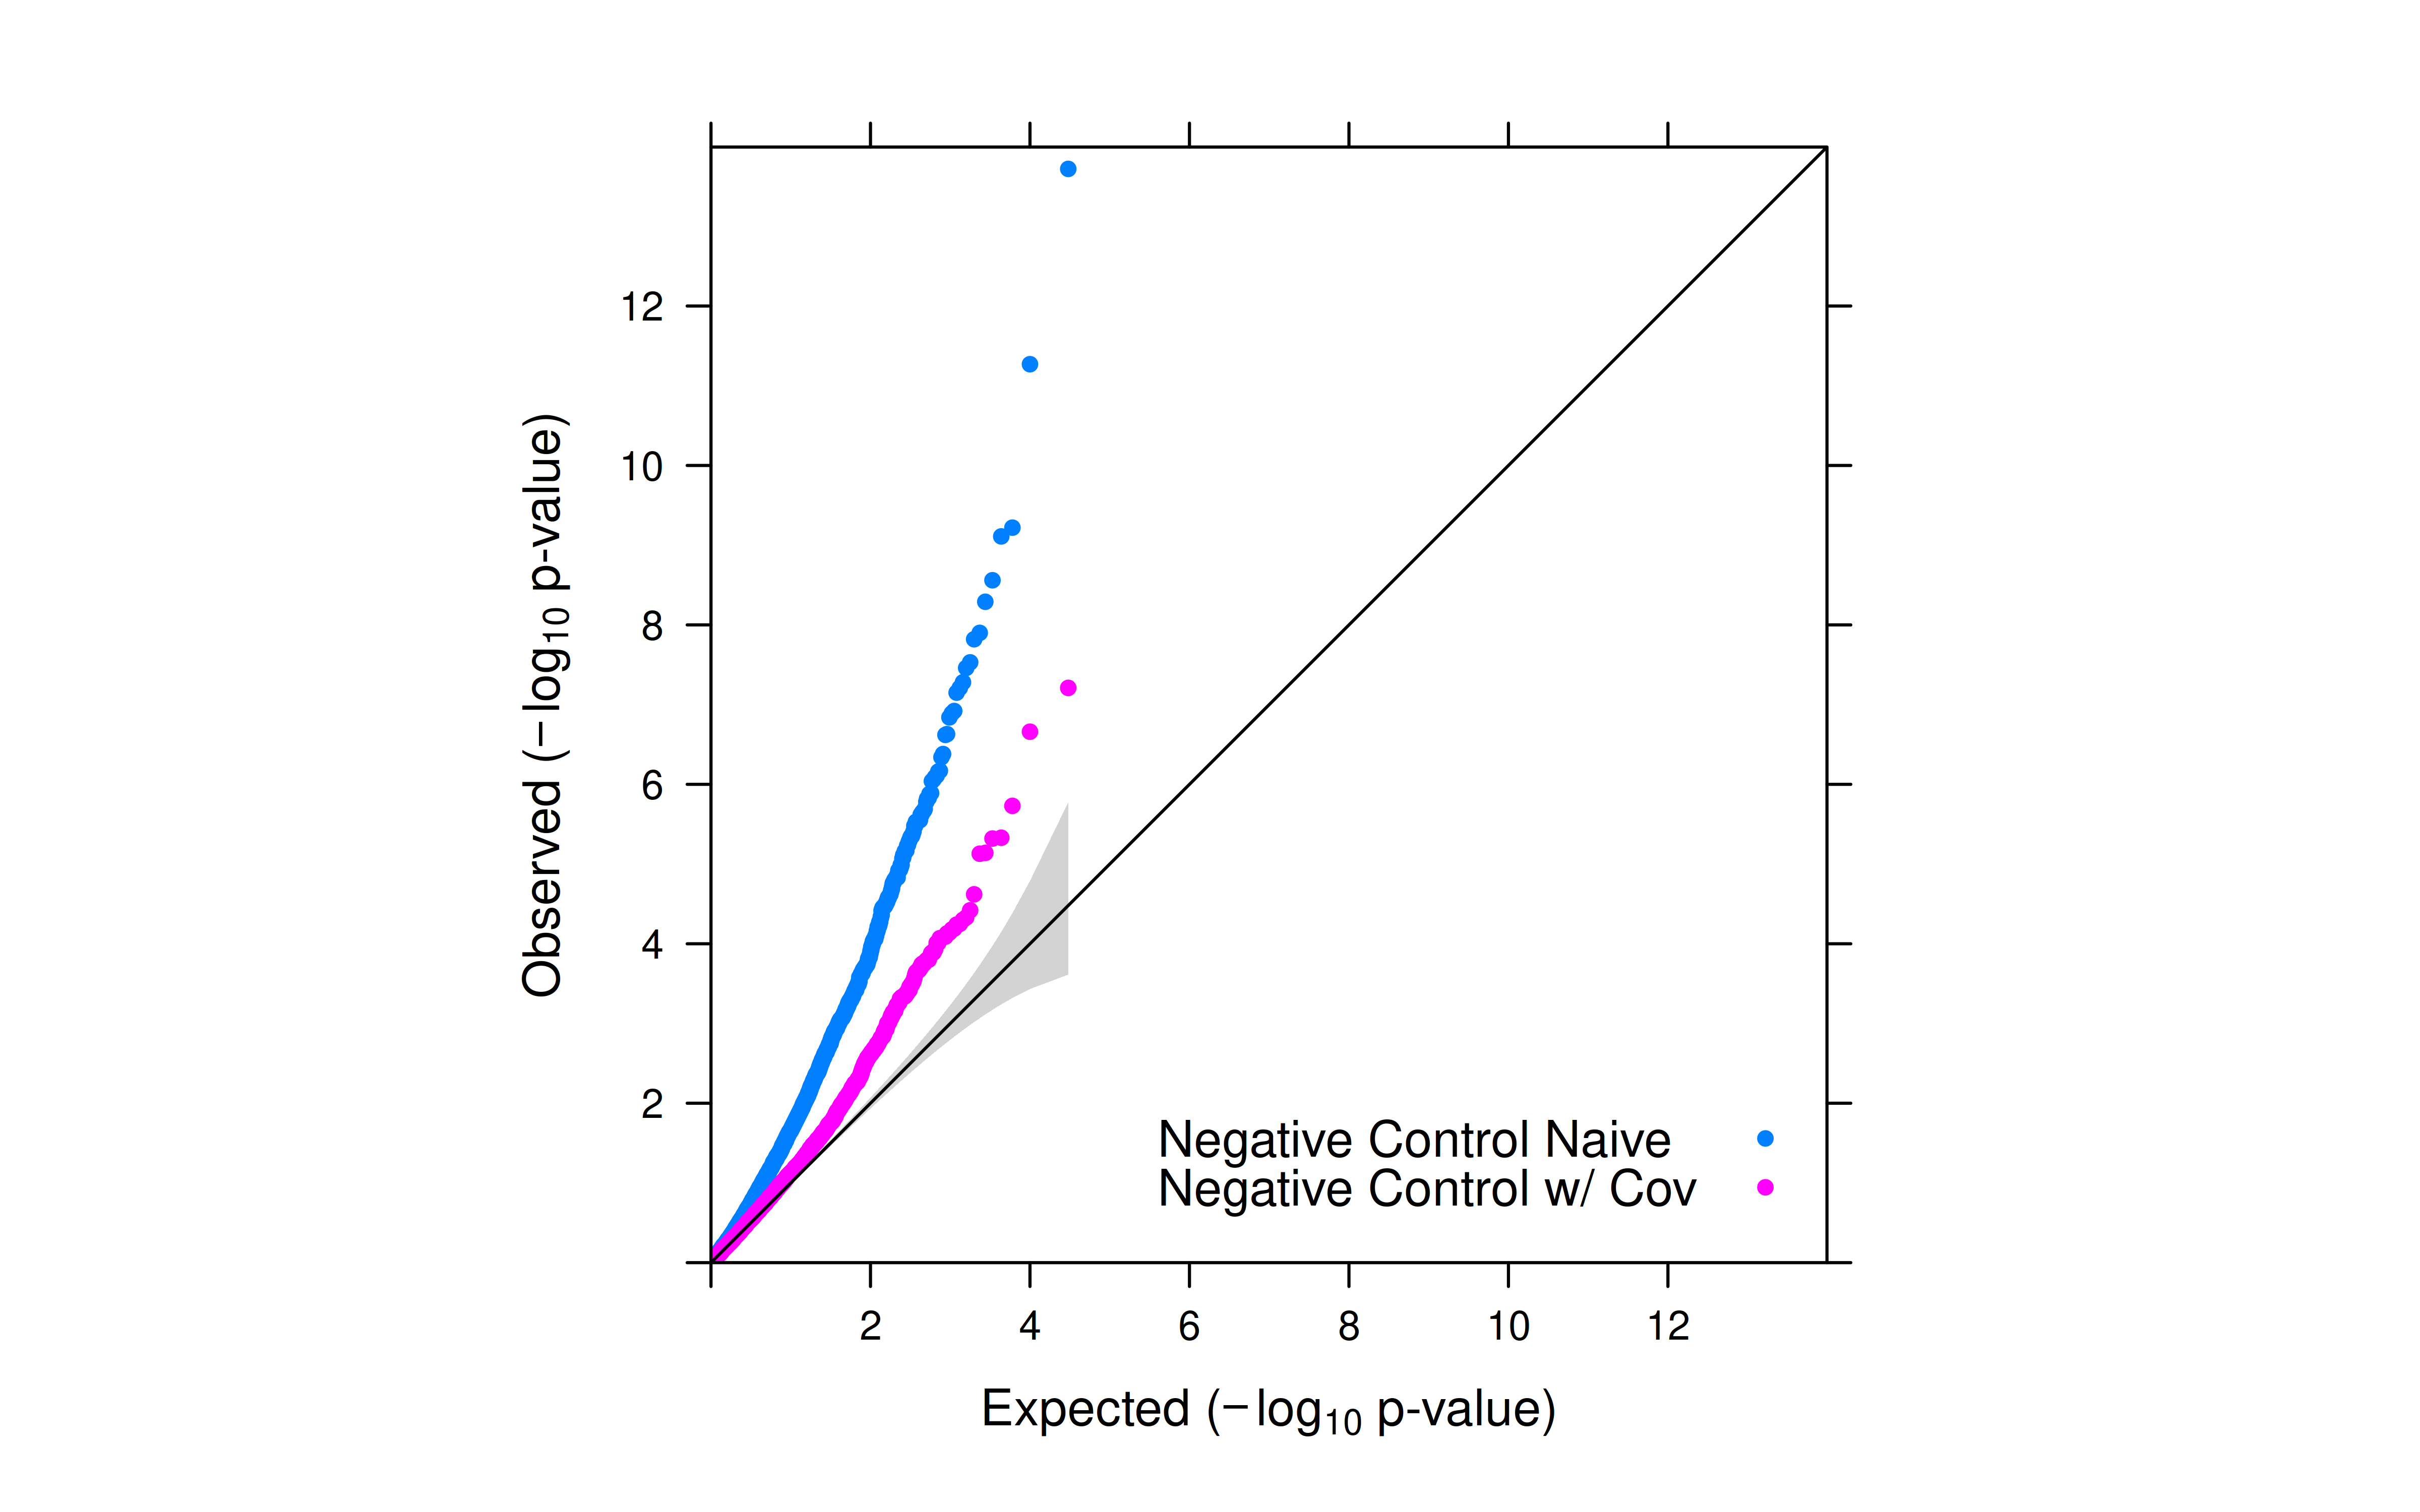 12
10
8
6
4
2
Observed (−log10 p-value)
Negative Control Naive
Negative Control w/ Cov
2 4 6 8 10 12
Expected (−log10 p-value)